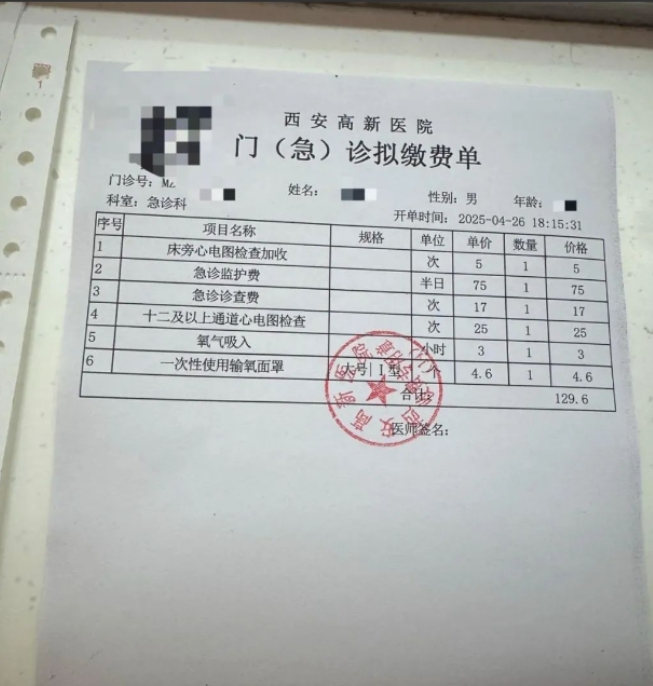 西安高新医院
门（急）诊拟缴费单
门诊号：MZ 姓名： 性别：男 年龄：
科室：急诊科 开单时间：2025-04-26 18:15:31
序号 项目名称 规格 单位 单价 数量 价格
1 床旁心电图检查加收 次 5 1 5
2 急诊监护费 半日 75 1 75
3 急诊诊查费 次 17 1 17
4 十二及以上通道心电图检查 次 25 1 25
5 氧气吸入 小时 3 1 3
6 一次性使用输氧面罩 大号|I型 个 4.6 1 4.6
合计： 129.6
医师签名：